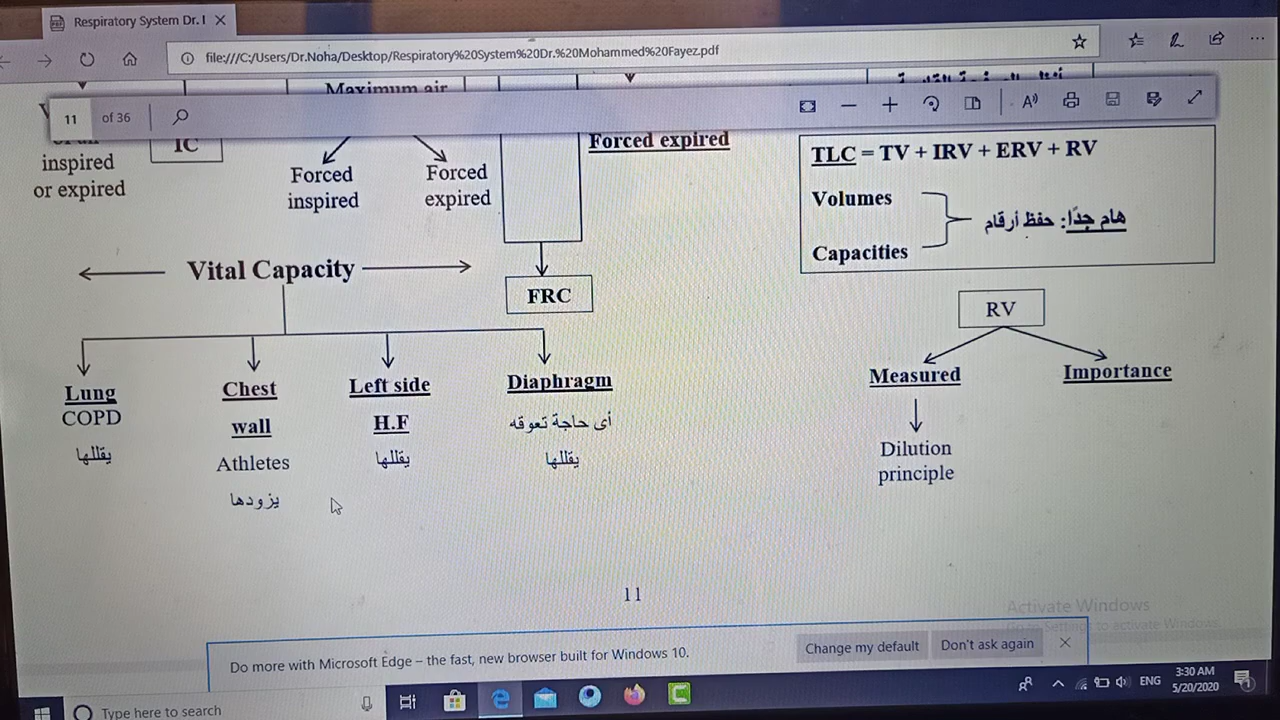 Respiratory System Dr. I
file:///C:/Users/Dr.Noha/Desktop/Respiratory%20System%20Dr.%20Mohammed%20Fayez.pdf
Maximum air
11 of 36
IC
inspired
or expired
Forced
inspired
Forced
expired
Forced expired
TLC = TV + IRV + ERV + RV
Volumes
Capacities
هام جدًا: حفظ أرقام
Vital Capacity
FRC
RV
Lung
COPD
يقللها
Chest
wall
Athletes
يزودها
Left side
H.F
يقللها
Diaphragm
أى حاجة تعوقه
يقللها
Measured
Importance
Dilution
principle
11
Activate Windows
Do more with Microsoft Edge – the fast, new browser built for Windows 10.
Change my default
Don't ask again
Type here to search
ENG
3:30 AM
5/20/2020